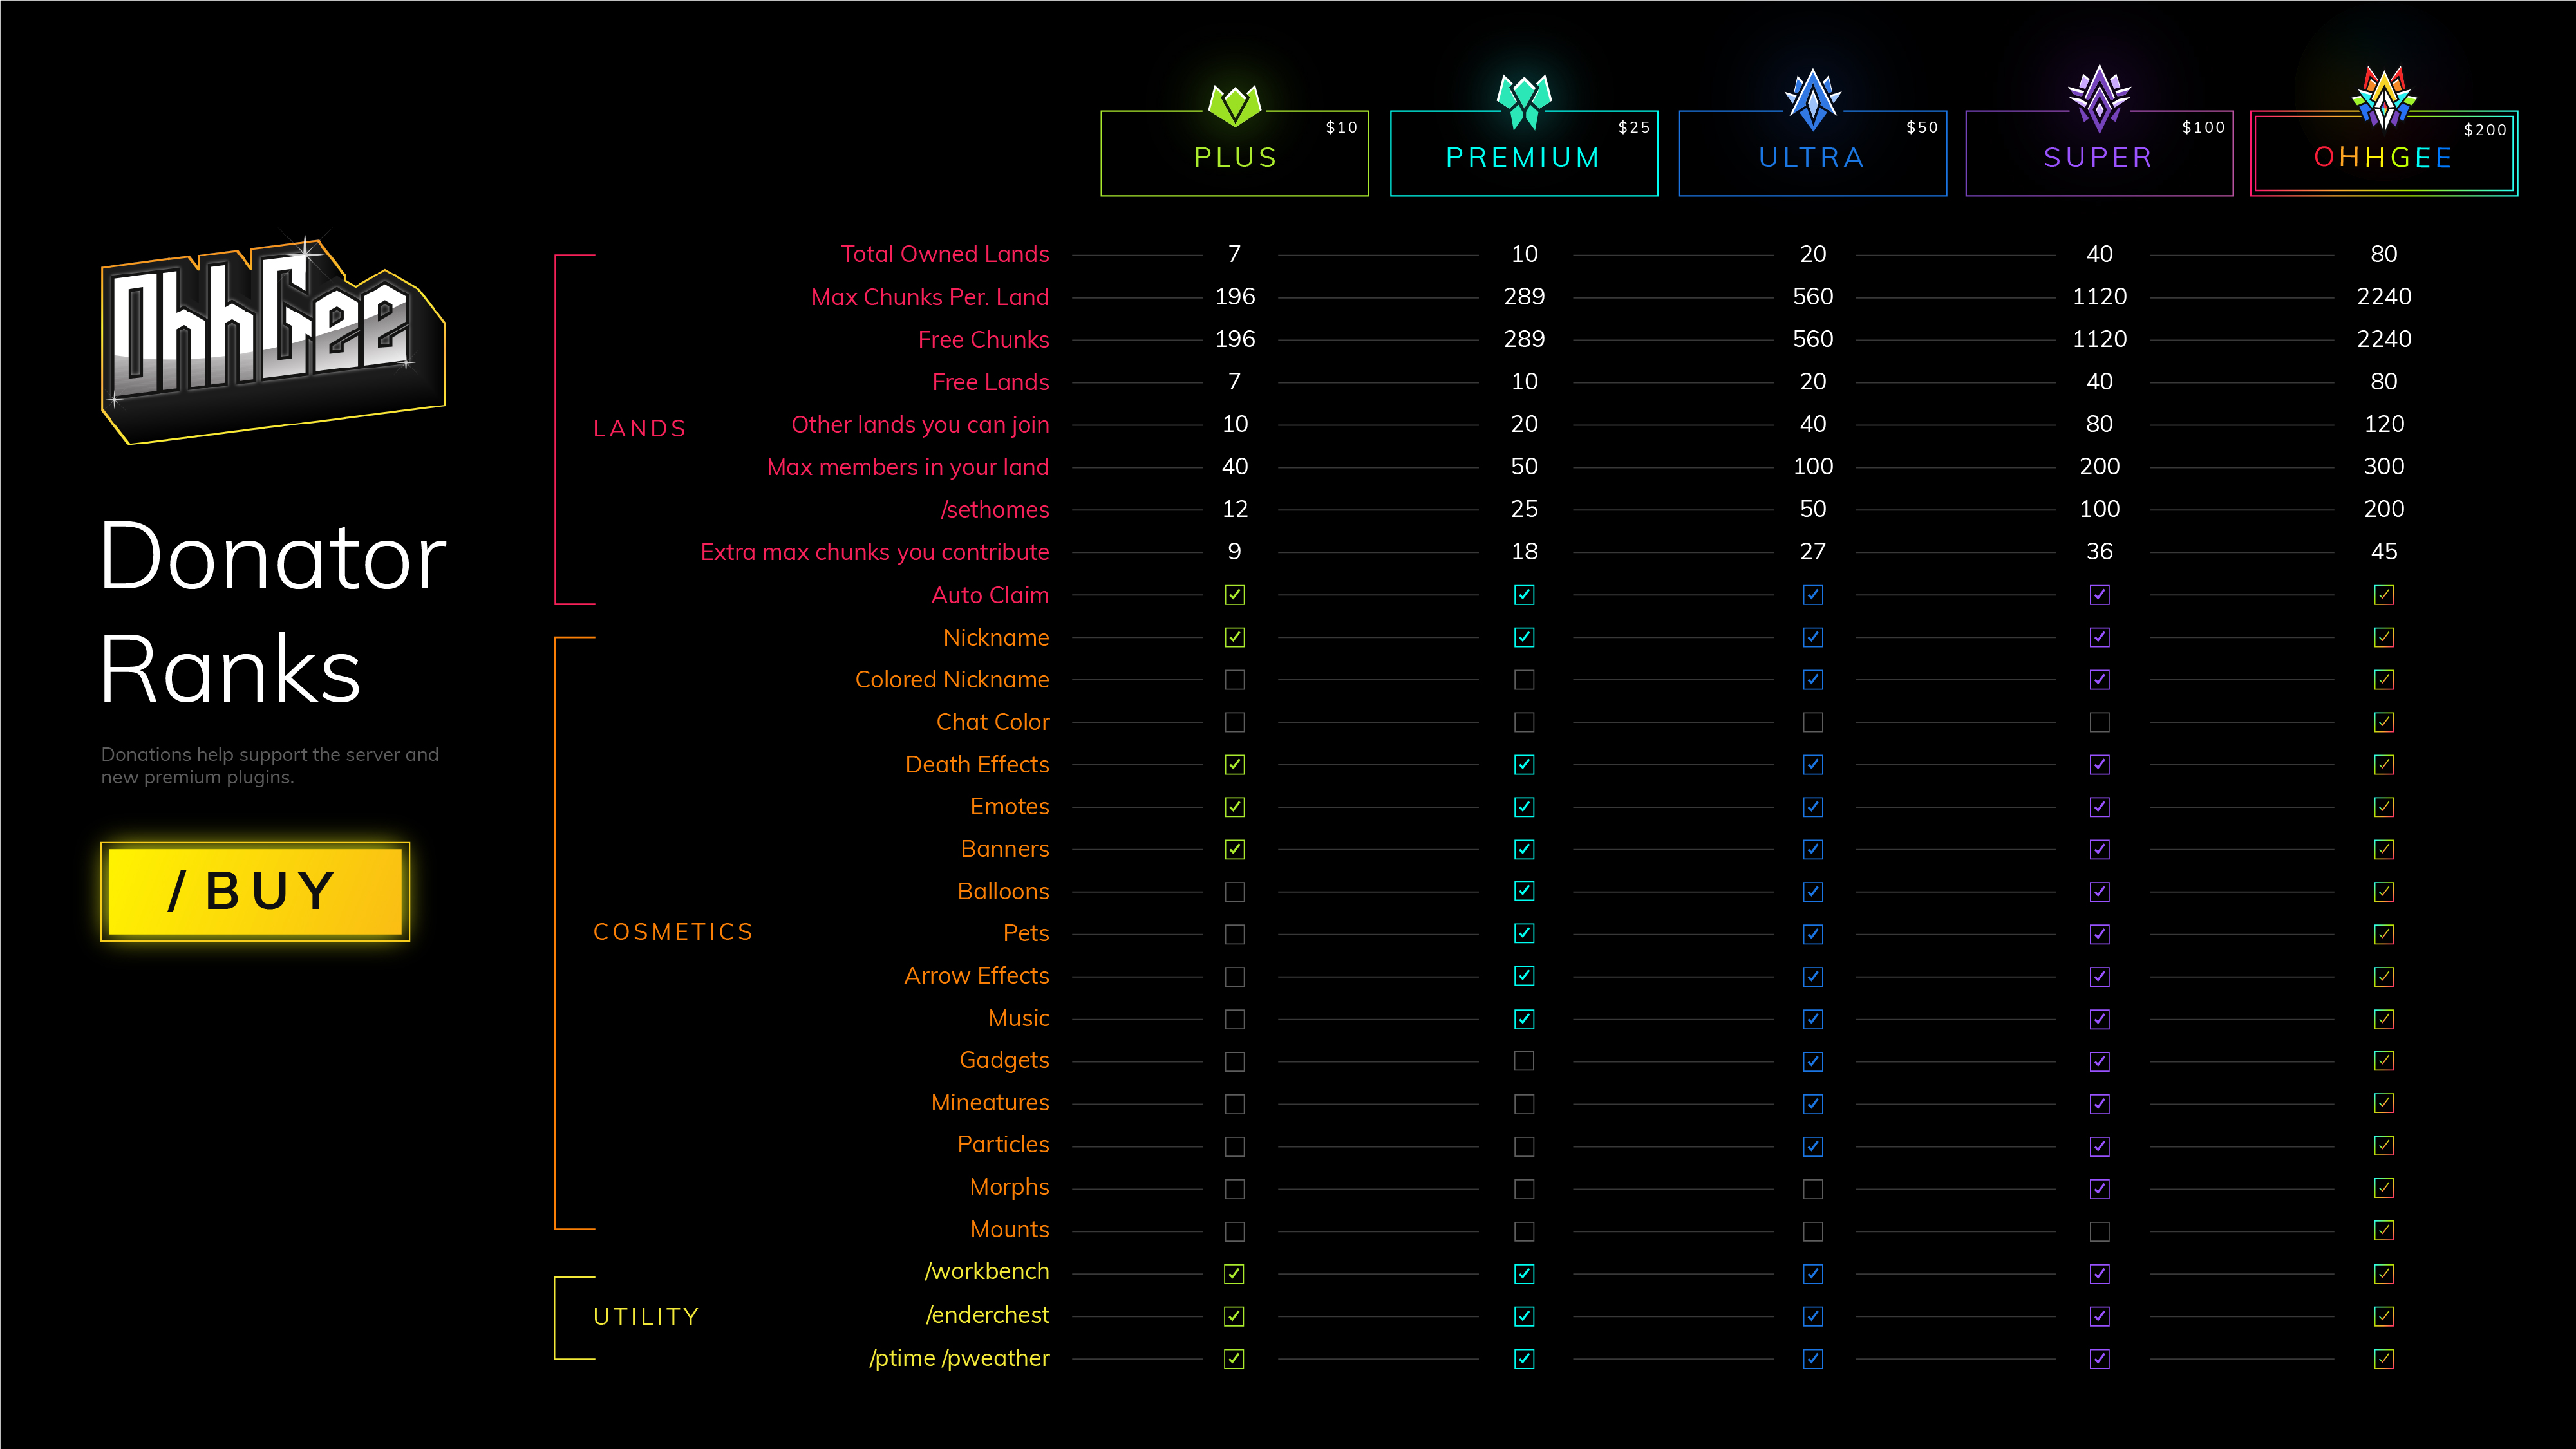 $10
$25
$50
$100
$200
PLUS
PREMIUM
ULTRA
SUPER
OHHGEE
OhhGee
Donator
Ranks
Donations help support the server and
new premium plugins.
/ BUY
LANDS
Total Owned Lands 7 10 20 40 80
Max Chunks Per. Land 196 289 560 1120 2240
Free Chunks 196 289 560 1120 2240
Free Lands 7 10 20 40 80
Other lands you can join 10 20 40 80 120
Max members in your land 40 50 100 200 300
/sethomes 12 25 50 100 200
Extra max chunks you contribute 9 18 27 36 45
Auto Claim
COSMETICS
Nickname
Colored Nickname
Chat Color
Death Effects
Emotes
Banners
Balloons
Pets
Arrow Effects
Music
Gadgets
Mineatures
Particles
Morphs
Mounts
UTILITY
/workbench
/enderchest
/ptime /pweather